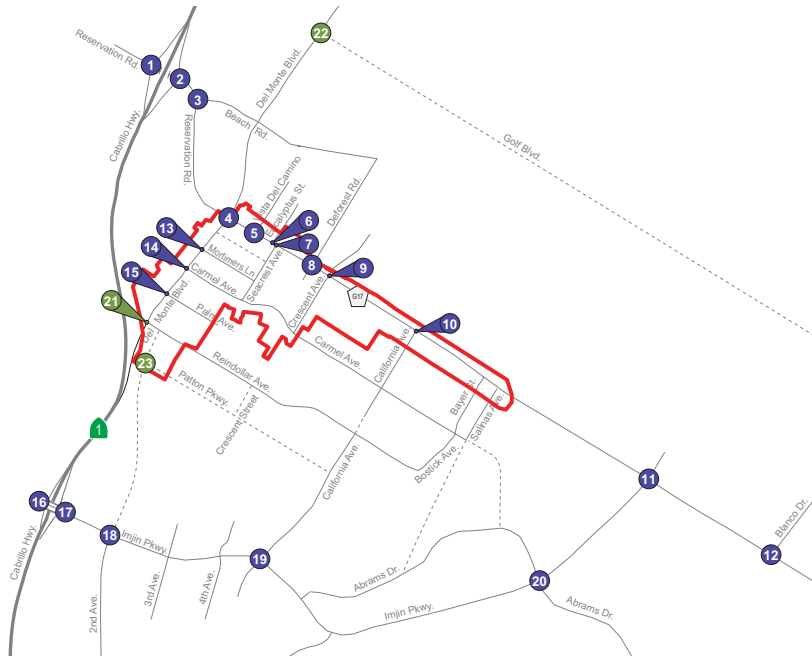 22
Reservation Rd.
1
2
3
Del Monte Blvd.
Cabrillo Hwy.
Reservation Rd.
Beach Rd.
Golf Blvd.
Vista Del Camino
Eucalyptus St.
Deforest Rd.
4
5
6
7
8
9
13
14
15
21
Mortimers Ln
Seacrest Ave.
Carmel Ave.
Crescent Ave.
G17
10
Del Monte Blvd.
Palm Ave.
Carmel Ave.
California Ave.
23
Reindollar Ave.
Patton Pkwy.
Crescent Street
Bayer St.
Salinas Ave.
1
California Ave.
Bostick Ave.
11
16
17
18
Imjin Pkwy.
19
Blanco Dr.
12
Cabrillo Hwy.
2nd Ave.
3rd Ave.
4th Ave.
Abrams Dr.
20
Imjin Pkwy.
Abrams Dr.